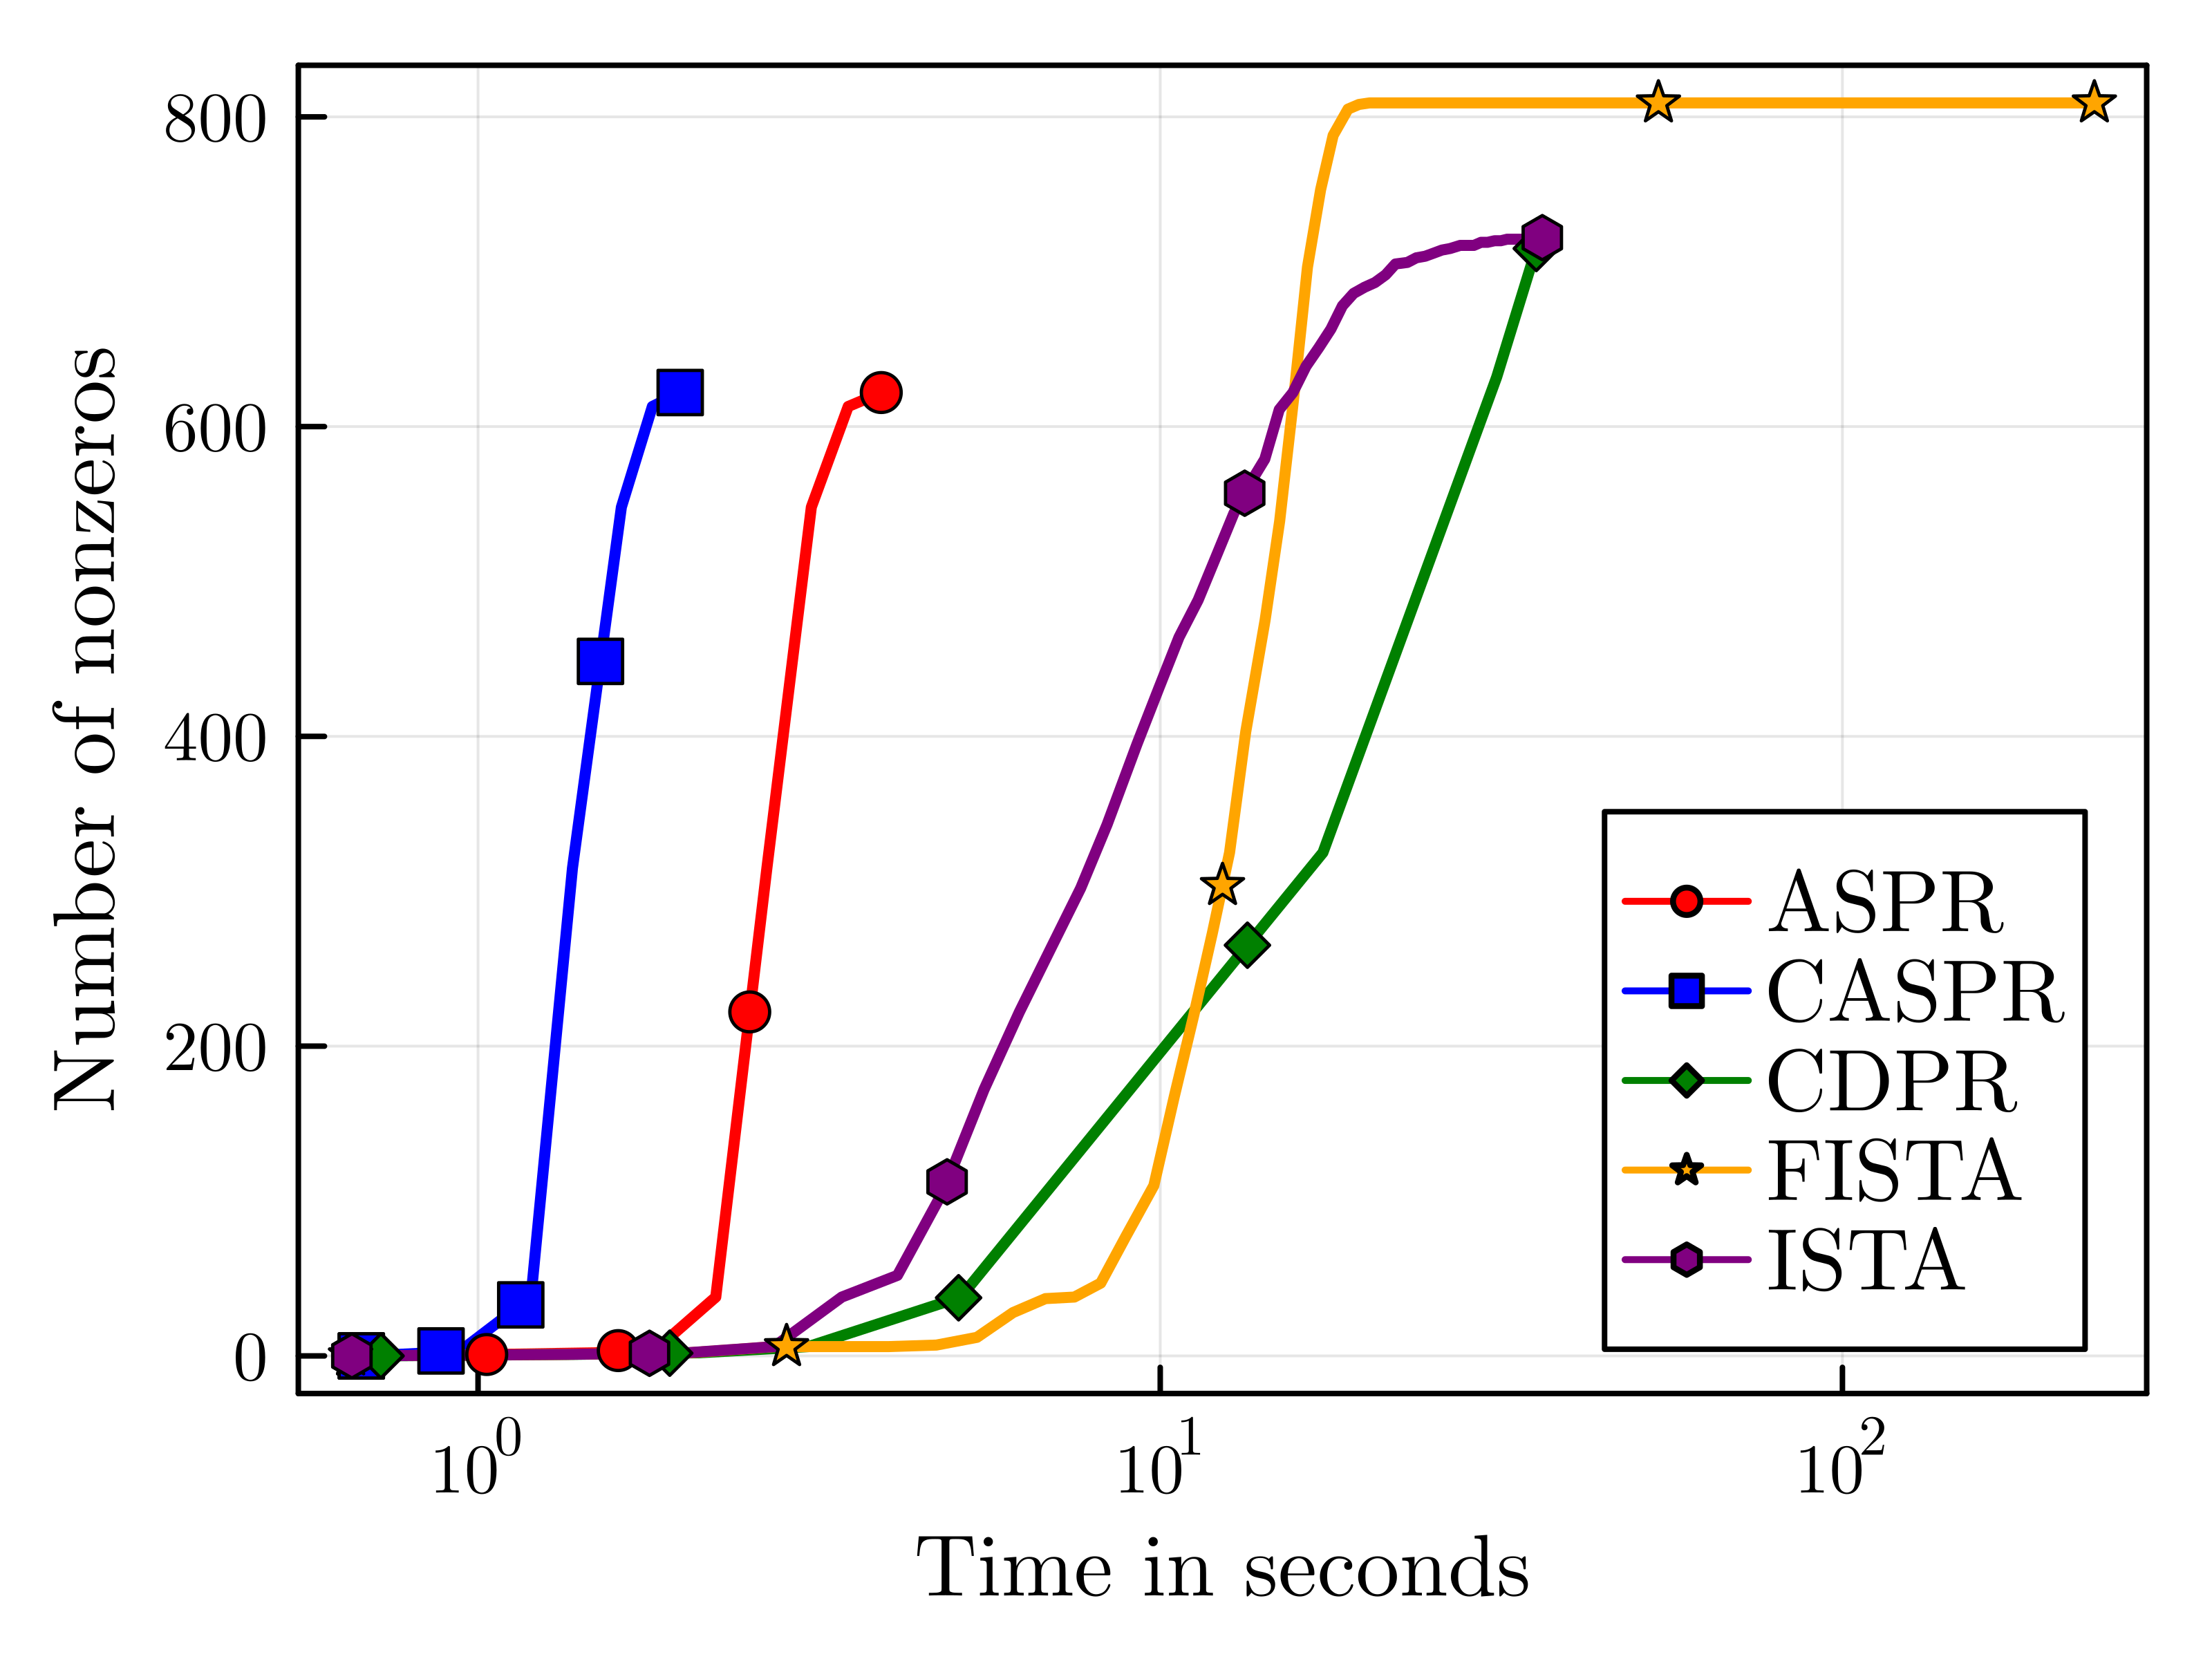 Number of nonzeros
800
600
400
200
0
10^0
10^1
10^2
Time in seconds
ASPR
CASPR
CDPR
FISTA
ISTA